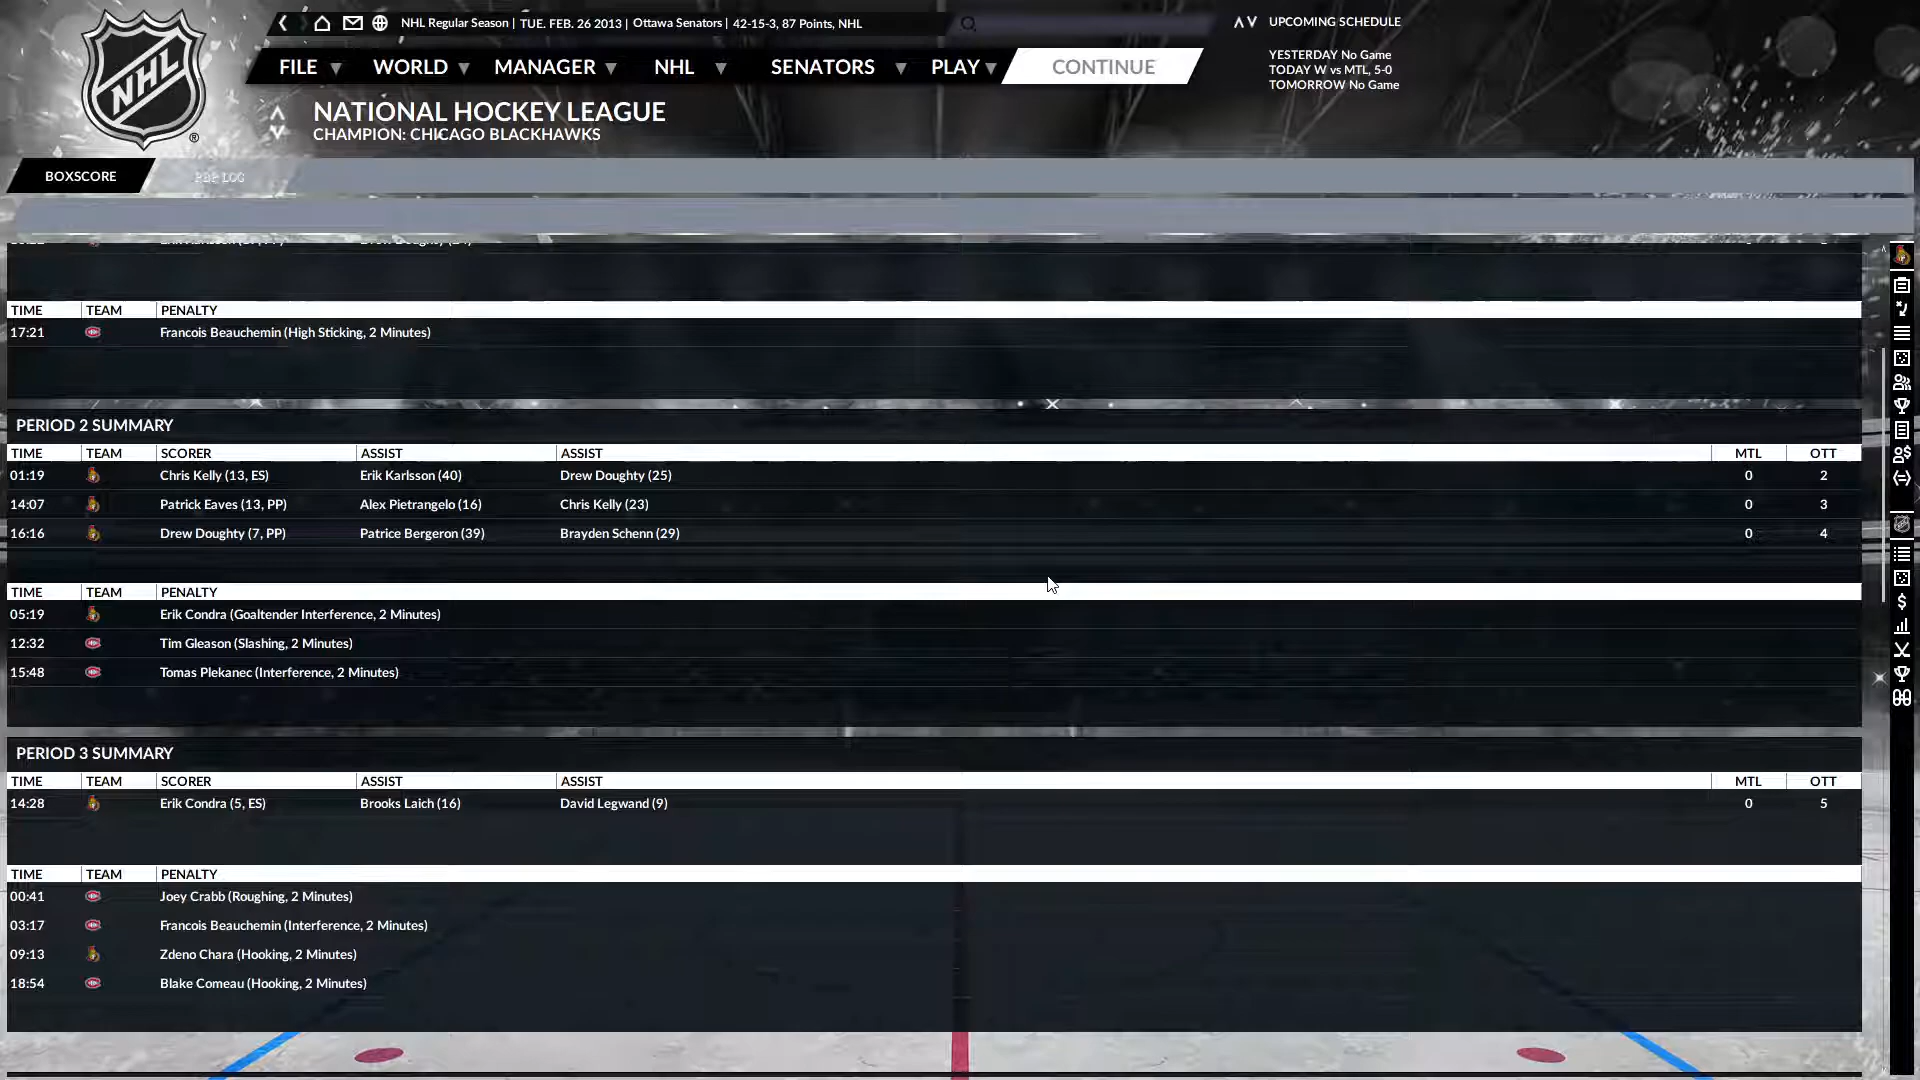 NHL Regular Season | TUE. FEB. 26 2013 | Ottawa Senators | 42-15-3, 87 Points, NHL
UPCOMING SCHEDULE
YESTERDAY No Game
TODAY W vs MTL, 5-0
TOMORROW No Game
FILE WORLD MANAGER NHL SENATORS PLAY CONTINUE
NHL
NATIONAL HOCKEY LEAGUE
CHAMPION: CHICAGO BLACKHAWKS
BOXSCORE PBP LOG
TIME TEAM PENALTY
17:21 Francois Beauchemin (High Sticking, 2 Minutes)
PERIOD 2 SUMMARY
TIME TEAM SCORER ASSIST ASSIST MTL OTT
01:19 Chris Kelly (13, ES) Erik Karlsson (40) Drew Doughty (25) 0 2
14:07 Patrick Eaves (13, PP) Alex Pietrangelo (16) Chris Kelly (23) 0 3
16:16 Drew Doughty (7, PP) Patrice Bergeron (39) Brayden Schenn (29) 0 4
TIME TEAM PENALTY
05:19 Erik Condra (Goaltender Interference, 2 Minutes)
12:32 Tim Gleason (Slashing, 2 Minutes)
15:48 Tomas Plekanec (Interference, 2 Minutes)
PERIOD 3 SUMMARY
TIME TEAM SCORER ASSIST ASSIST MTL OTT
14:28 Erik Condra (5, ES) Brooks Laich (16) David Legwand (9) 0 5
TIME TEAM PENALTY
00:41 Joey Crabb (Roughing, 2 Minutes)
03:17 Francois Beauchemin (Interference, 2 Minutes)
09:13 Zdeno Chara (Hooking, 2 Minutes)
18:54 Blake Comeau (Hooking, 2 Minutes)